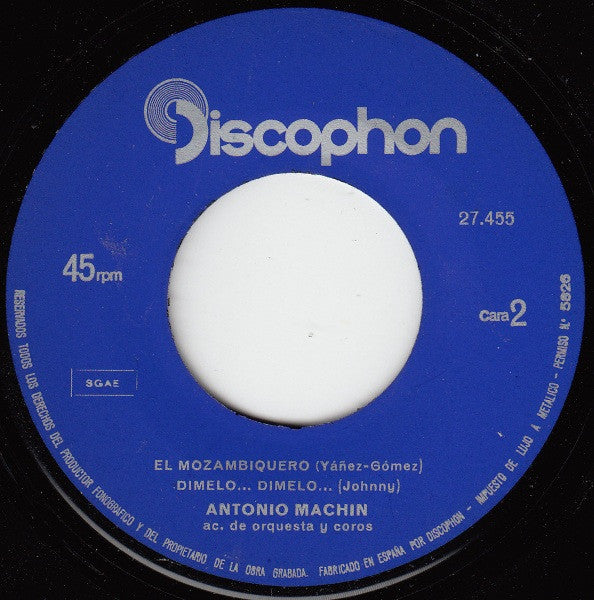 Discophon
27.455
45 rpm
Cara 2
SGAE
EL MOZAMBIQUERO (Yáñez-Gómez)
DIMELO... DIMELO... (Johnny)
ANTONIO MACHIN
ac. de orquesta y coros
RESERVADOS TODOS LOS DERECHOS DEL PRODUCTOR FONOGRAFICO Y DEL PROPIETARIO DE LA OBRA GRABADA. FABRICADO EN ESPAÑA POR DISCOPHON - IMPUESTO DE LUJO A METALICO - PERMISO N.º 5826